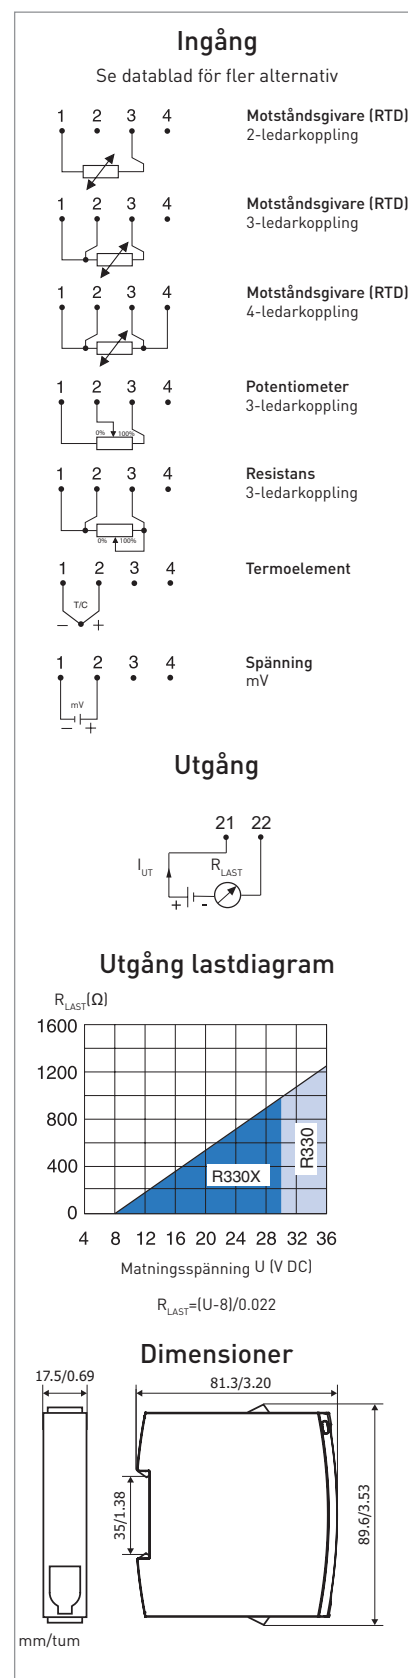 Ingång
Se datablad för fler alternativ
1 2 3 4
Motståndsgivare (RTD)
2-ledarkoppling
1 2 3 4
Motståndsgivare (RTD)
3-ledarkoppling
1 2 3 4
Motståndsgivare (RTD)
4-ledarkoppling
1 2 3 4
0% 100%
Potentiometer
3-ledarkoppling
1 2 3 4
0% 100%
Resistans
3-ledarkoppling
1 2 3 4
T/C
– +
Termoelement
1 2 3 4
mV
– +
Spänning
mV
Utgång
21 22
I_UT R_LAST
+ -
Utgång lastdiagram
R_LAST(Ω)
1600
1200
800
400
0
R330X
R330
4 8 12 16 20 24 28 32 36
Matningsspänning U (V DC)
R_LAST=(U-8)/0.022
Dimensioner
17.5/0.69
81.3/3.20
35/1.38
89.6/3.53
mm/tum